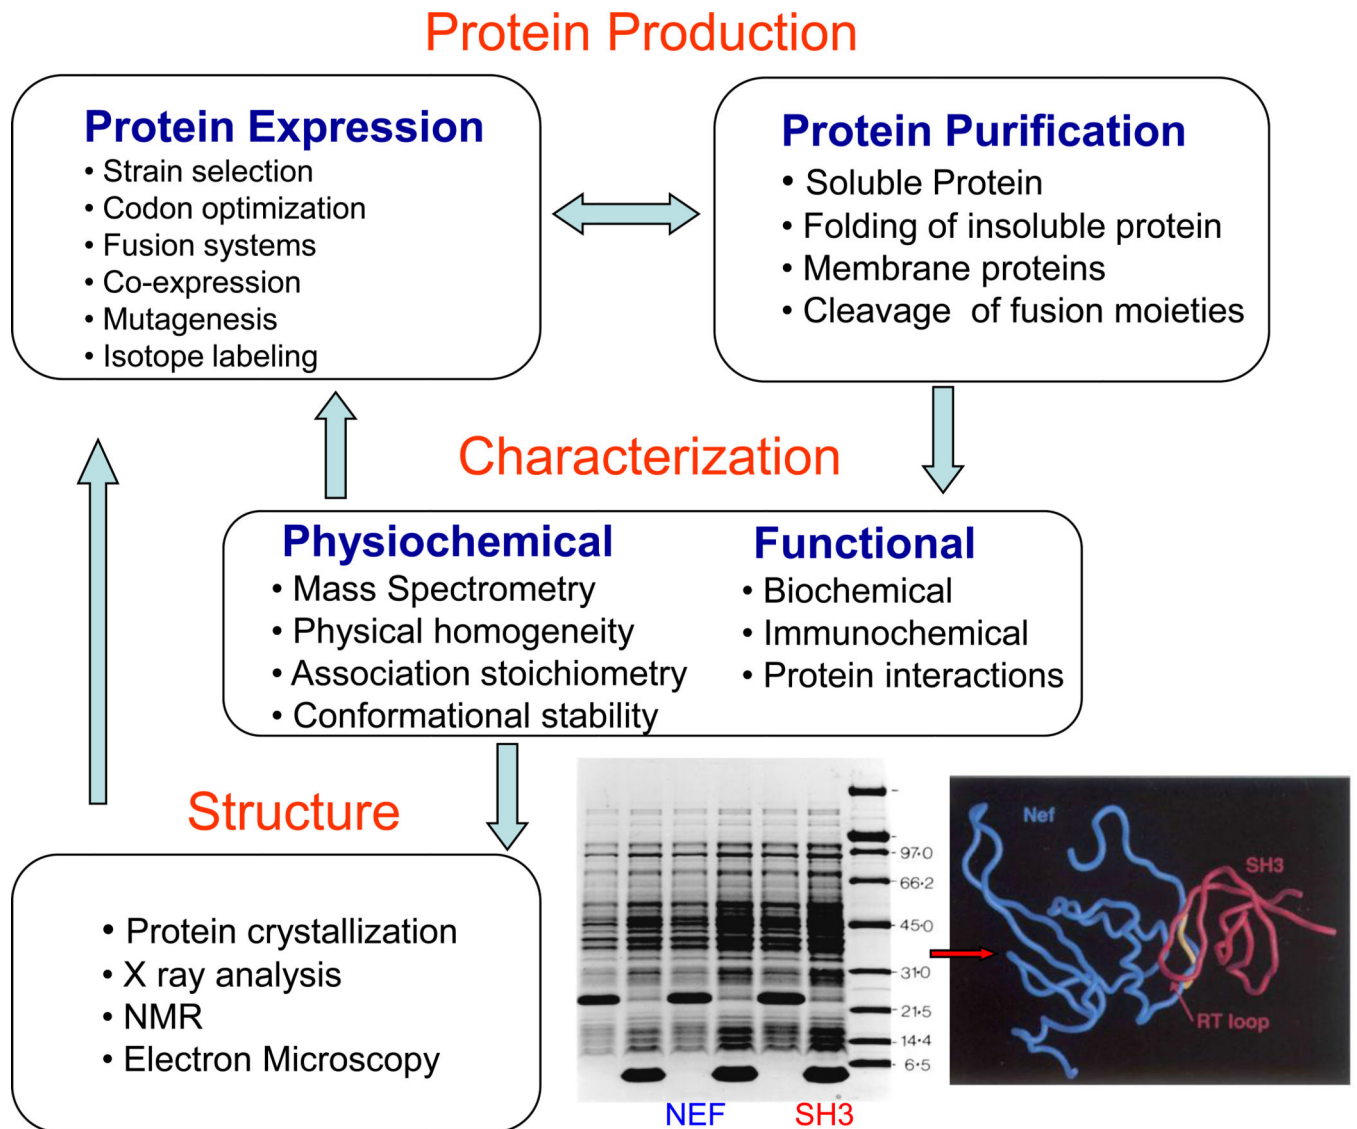 Protein Production
Protein Expression
• Strain selection
• Codon optimization
• Fusion systems
• Co-expression
• Mutagenesis
• Isotope labeling
Protein Purification
• Soluble Protein
• Folding of insoluble protein
• Membrane proteins
• Cleavage of fusion moieties
Characterization
Physiochemical
• Mass Spectrometry
• Physical homogeneity
• Association stoichiometry
• Conformational stability
Functional
• Biochemical
• Immunochemical
• Protein interactions
Structure
• Protein crystallization
• X ray analysis
• NMR
• Electron Microscopy
97·0
66·2
45·0
31·0
21·5
14·4
6·5
NEF
SH3
Nef
SH3
RT loop